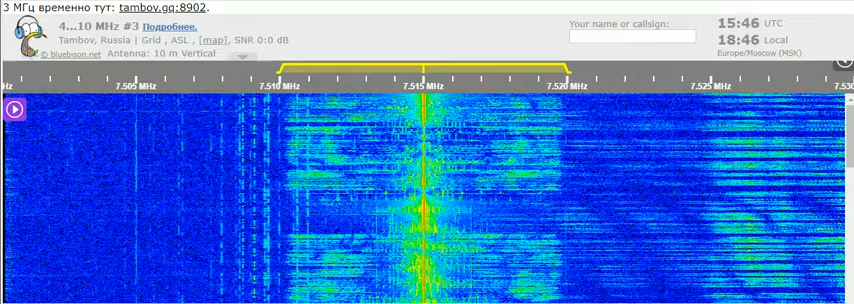 3 МГц временно тут: tambov.gq:8902.
4...10 MHz #3 Подробнее.
Tambov, Russia | Grid , ASL , [map], SNR 0:0 dB
© bluebison.net Antenna: 10 m Vertical
Your name or callsign:
15:46 UTC
18:46 Local
Europe/Moscow (MSK)
Hz 7.505 MHz 7.510 MHz 7.515 MHz 7.520 MHz 7.525 MHz 7.530